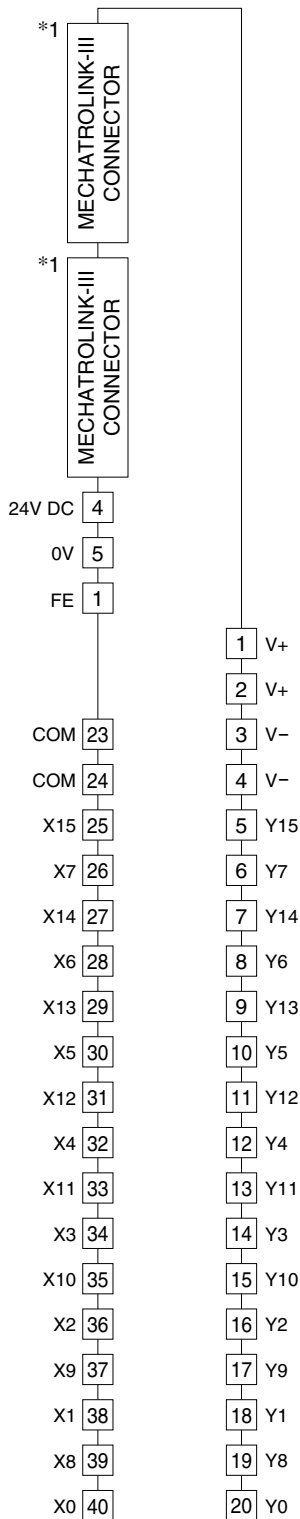 *1
MECHATROLINK-III
CONNECTOR
*1
MECHATROLINK-III
CONNECTOR
24V DC 4
0V 5
FE 1
1 V+
2 V+
COM 23 3 V−
COM 24 4 V−
X15 25 5 Y15
X7 26 6 Y7
X14 27 7 Y14
X6 28 8 Y6
X13 29 9 Y13
X5 30 10 Y5
X12 31 11 Y12
X4 32 12 Y4
X11 33 13 Y11
X3 34 14 Y3
X10 35 15 Y10
X2 36 16 Y2
X9 37 17 Y9
X1 38 18 Y1
X8 39 19 Y8
X0 40 20 Y0